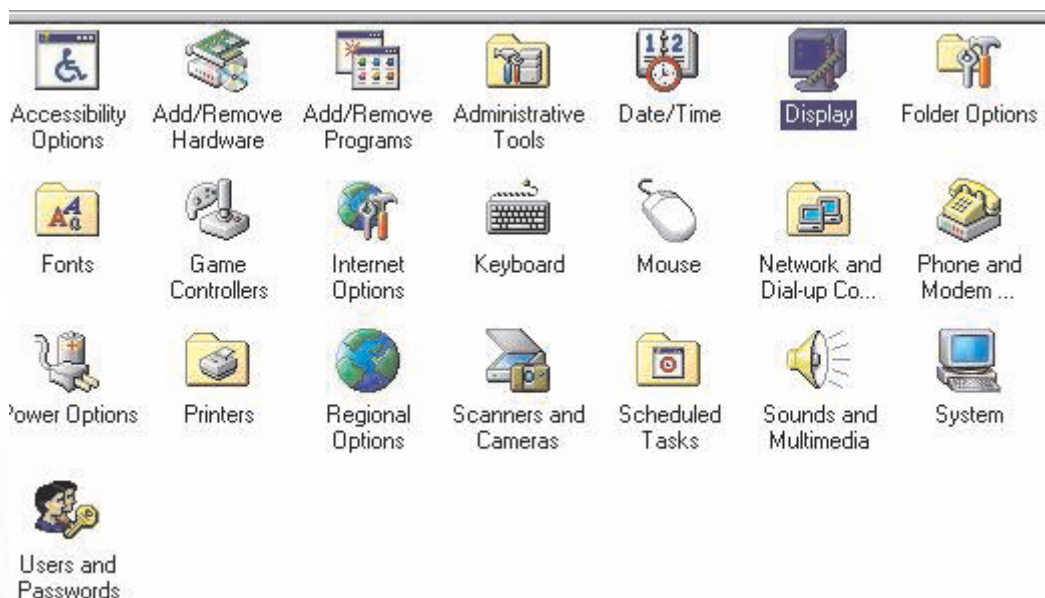 Accessibility Options
Add/Remove Hardware
Add/Remove Programs
Administrative Tools
Date/Time
Display
Folder Options
Fonts
Game Controllers
Internet Options
Keyboard
Mouse
Network and Dial-up Co...
Phone and Modem ...
Power Options
Printers
Regional Options
Scanners and Cameras
Scheduled Tasks
Sounds and Multimedia
System
Users and Passwords